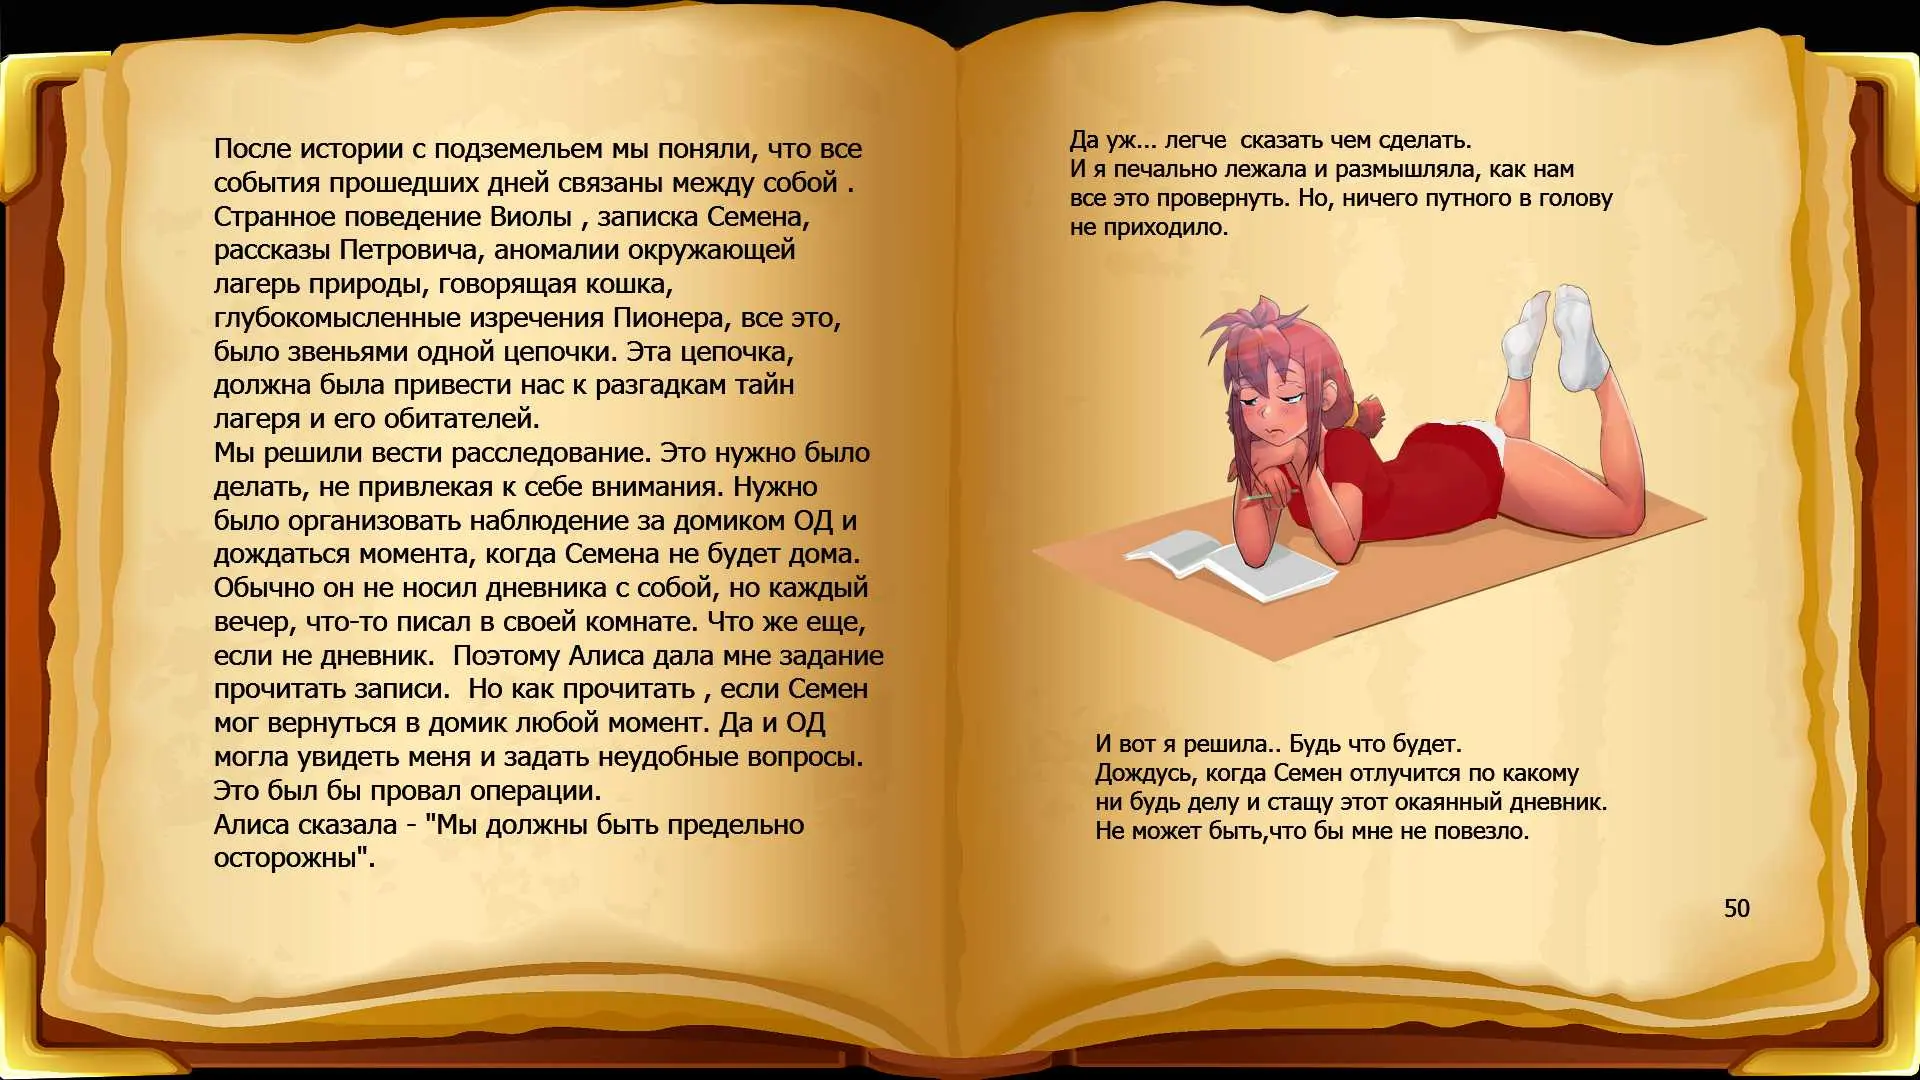 После истории с подземельем мы поняли, что все
события прошедших дней связаны между собой .
Странное поведение Виолы , записка Семена,
рассказы Петровича, аномалии окружающей
лагерь природы, говорящая кошка,
глубокомысленные изречения Пионера, все это,
было звеньями одной цепочки. Эта цепочка,
должна была привести нас к разгадкам тайн
лагеря и его обитателей.
Мы решили вести расследование. Это нужно было
делать, не привлекая к себе внимания. Нужно
было организовать наблюдение за домиком ОД и
дождаться момента, когда Семена не будет дома.
Обычно он не носил дневника с собой, но каждый
вечер, что-то писал в своей комнате. Что же еще,
если не дневник.  Поэтому Алиса дала мне задание
прочитать записи.  Но как прочитать , если Семен
мог вернуться в домик любой момент. Да и ОД
могла увидеть меня и задать неудобные вопросы.
Это был бы провал операции.
Алиса сказала - "Мы должны быть предельно
осторожны".
Да уж... легче  сказать чем сделать.
И я печально лежала и размышляла, как нам
все это провернуть. Но, ничего путного в голову
не приходило.
И вот я решила.. Будь что будет.
Дождусь, когда Семен отлучится по какому
ни будь делу и стащу этот окаянный дневник.
Не может быть,что бы мне не повезло.
50